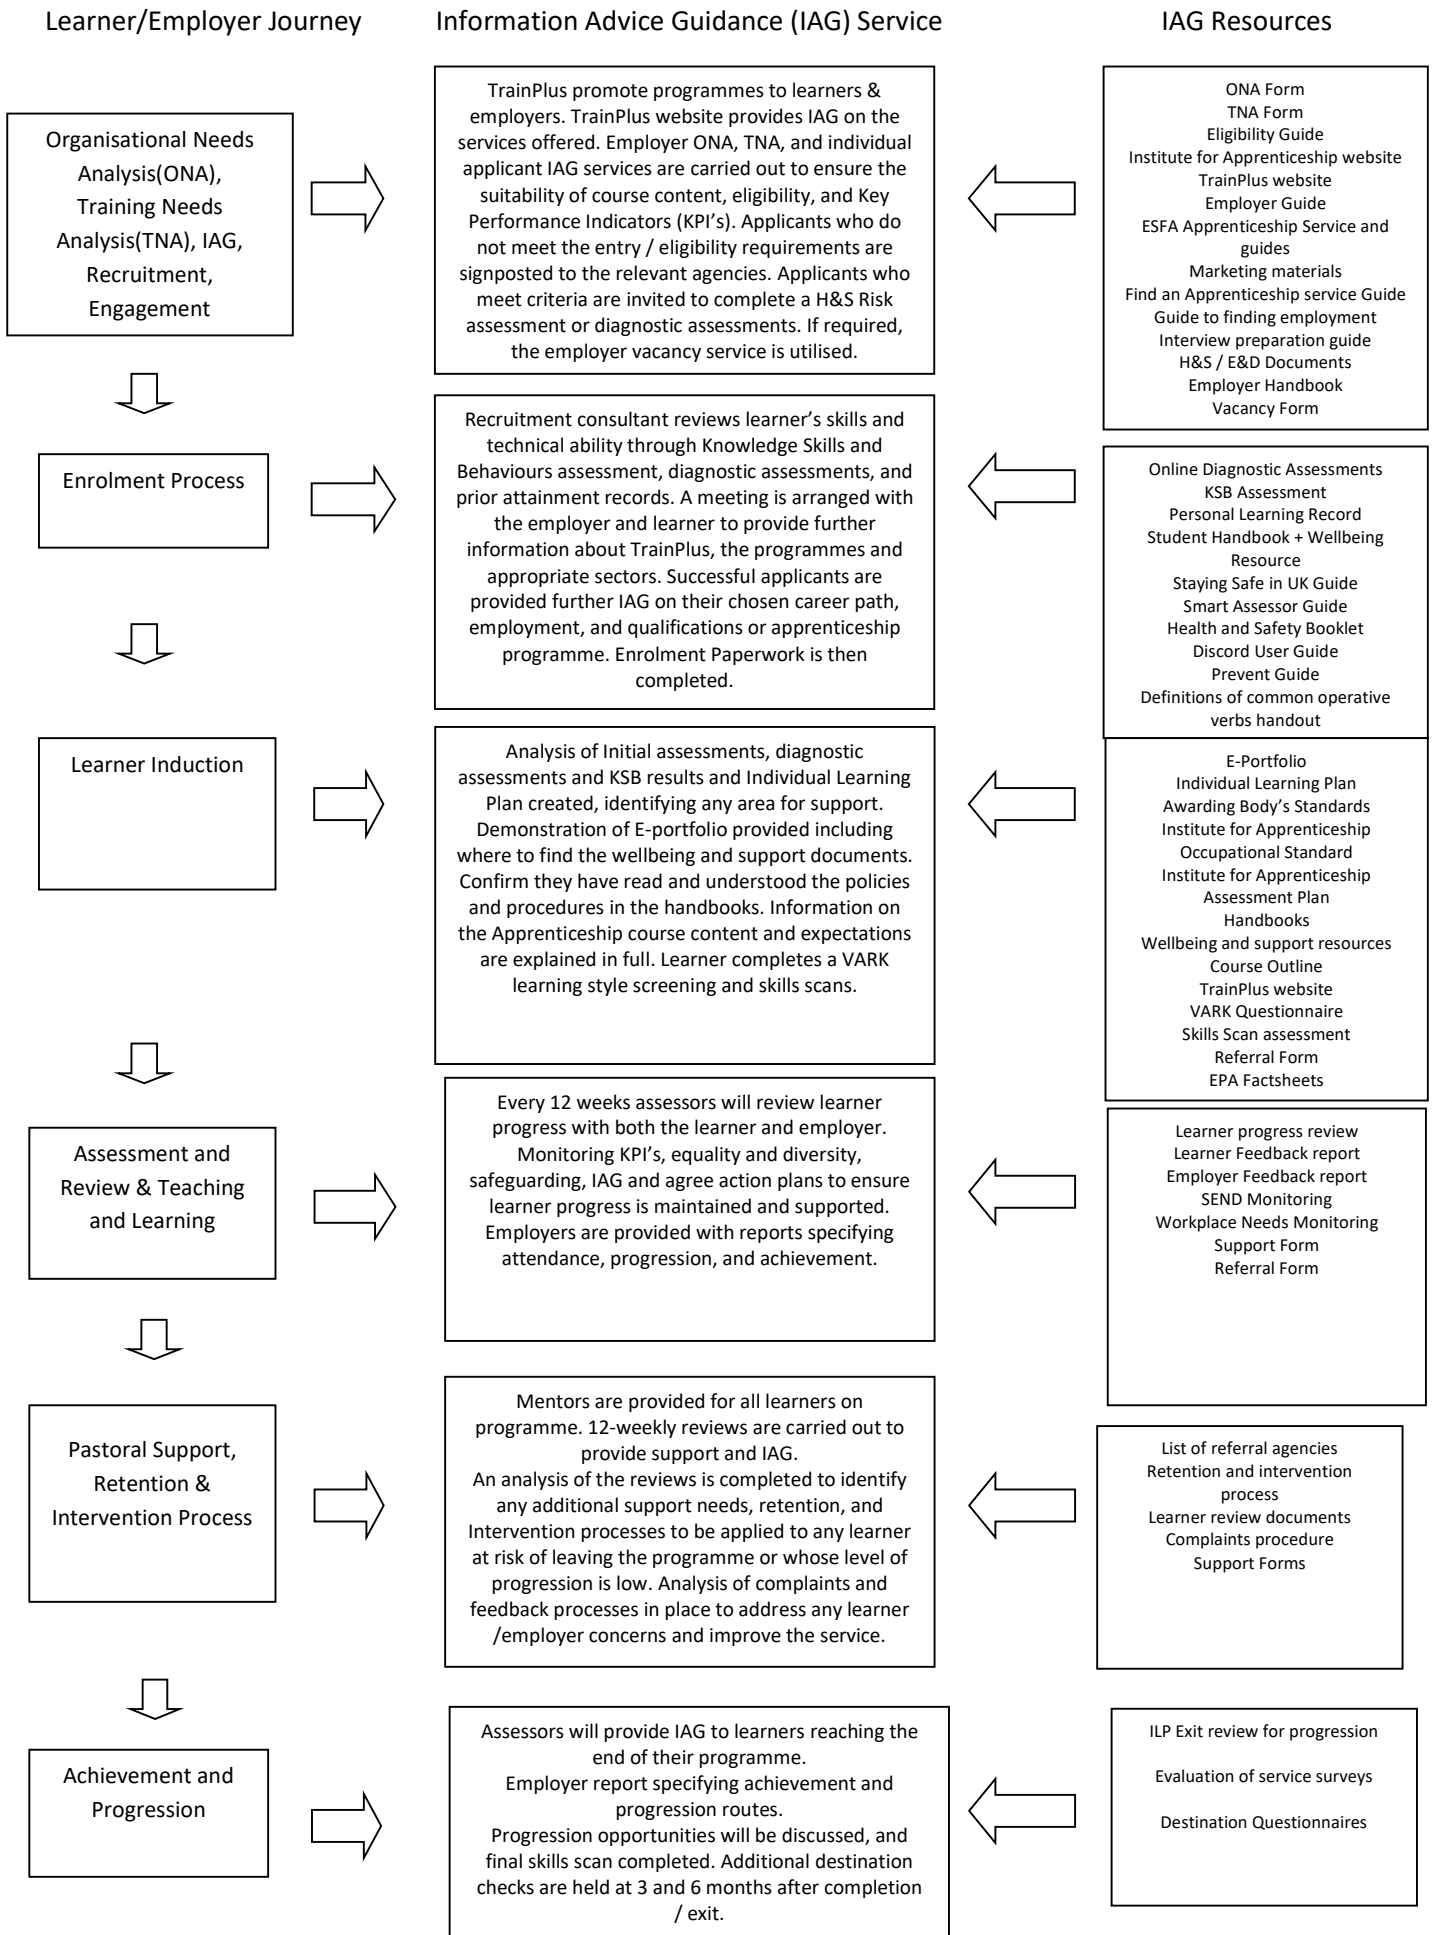 Learner/Employer Journey
Information Advice Guidance (IAG) Service
IAG Resources
Organisational Needs
Analysis(ONA),
Training Needs
Analysis(TNA), IAG,
Recruitment,
Engagement
TrainPlus promote programmes to learners &
employers. TrainPlus website provides IAG on the
services offered. Employer ONA, TNA, and individual
applicant IAG services are carried out to ensure the
suitability of course content, eligibility, and Key
Performance Indicators (KPI's). Applicants who do
not meet the entry / eligibility requirements are
signposted to the relevant agencies. Applicants who
meet criteria are invited to complete a H&S Risk
assessment or diagnostic assessments. If required,
the employer vacancy service is utilised.
ONA Form
TNA Form
Eligibility Guide
Institute for Apprenticeship website
TrainPlus website
Employer Guide
ESFA Apprenticeship Service and
guides
Marketing materials
Find an Apprenticeship service Guide
Guide to finding employment
Interview preparation guide
H&S / E&D Documents
Employer Handbook
Vacancy Form
Enrolment Process
Recruitment consultant reviews learner's skills and
technical ability through Knowledge Skills and
Behaviours assessment, diagnostic assessments, and
prior attainment records. A meeting is arranged with
the employer and learner to provide further
information about TrainPlus, the programmes and
appropriate sectors. Successful applicants are
provided further IAG on their chosen career path,
employment, and qualifications or apprenticeship
programme. Enrolment Paperwork is then
completed.
Online Diagnostic Assessments
KSB Assessment
Personal Learning Record
Student Handbook + Wellbeing
Resource
Staying Safe in UK Guide
Smart Assessor Guide
Health and Safety Booklet
Discord User Guide
Prevent Guide
Definitions of common operative
verbs handout
Learner Induction
Analysis of Initial assessments, diagnostic
assessments and KSB results and Individual Learning
Plan created, identifying any area for support.
Demonstration of E-portfolio provided including
where to find the wellbeing and support documents.
Confirm they have read and understood the policies
and procedures in the handbooks. Information on
the Apprenticeship course content and expectations
are explained in full. Learner completes a VARK
learning style screening and skills scans.
E-Portfolio
Individual Learning Plan
Awarding Body's Standards
Institute for Apprenticeship
Occupational Standard
Institute for Apprenticeship
Assessment Plan
Handbooks
Wellbeing and support resources
Course Outline
TrainPlus website
VARK Questionnaire
Skills Scan assessment
Referral Form
EPA Factsheets
Assessment and
Review & Teaching
and Learning
Every 12 weeks assessors will review learner
progress with both the learner and employer.
Monitoring KPI's, equality and diversity,
safeguarding, IAG and agree action plans to ensure
learner progress is maintained and supported.
Employers are provided with reports specifying
attendance, progression, and achievement.
Learner progress review
Learner Feedback report
Employer Feedback report
SEND Monitoring
Workplace Needs Monitoring
Support Form
Referral Form
Pastoral Support,
Retention &
Intervention Process
Mentors are provided for all learners on
programme. 12-weekly reviews are carried out to
provide support and IAG.
An analysis of the reviews is completed to identify
any additional support needs, retention, and
Intervention processes to be applied to any learner
at risk of leaving the programme or whose level of
progression is low. Analysis of complaints and
feedback processes in place to address any learner
/employer concerns and improve the service.
List of referral agencies
Retention and intervention
process
Learner review documents
Complaints procedure
Support Forms
Achievement and
Progression
Assessors will provide IAG to learners reaching the
end of their programme.
Employer report specifying achievement and
progression routes.
Progression opportunities will be discussed, and
final skills scan completed. Additional destination
checks are held at 3 and 6 months after completion
/ exit.
ILP Exit review for progression
Evaluation of service surveys
Destination Questionnaires